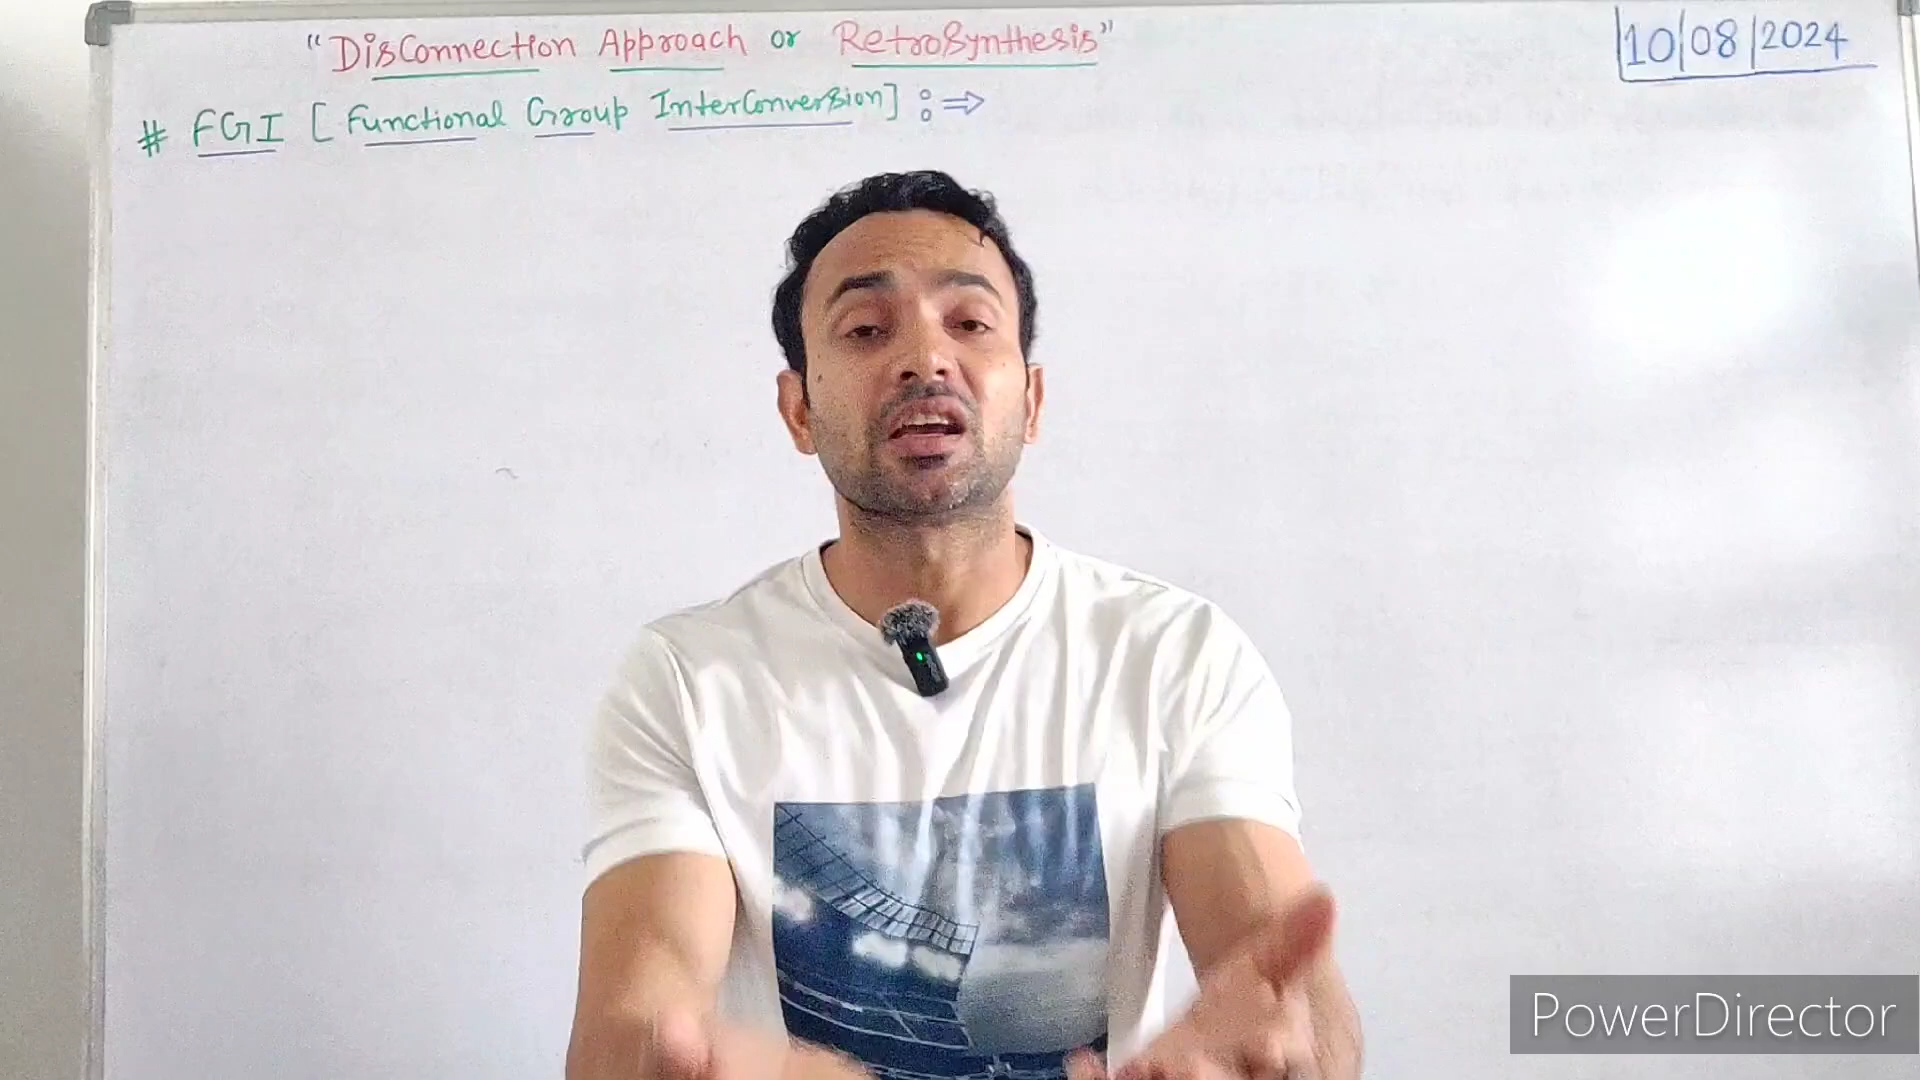 "Disconnection Approach or Retrosynthesis"
10/08/2024
# FGI [Functional Group Interconversion] :⇒
PowerDirector